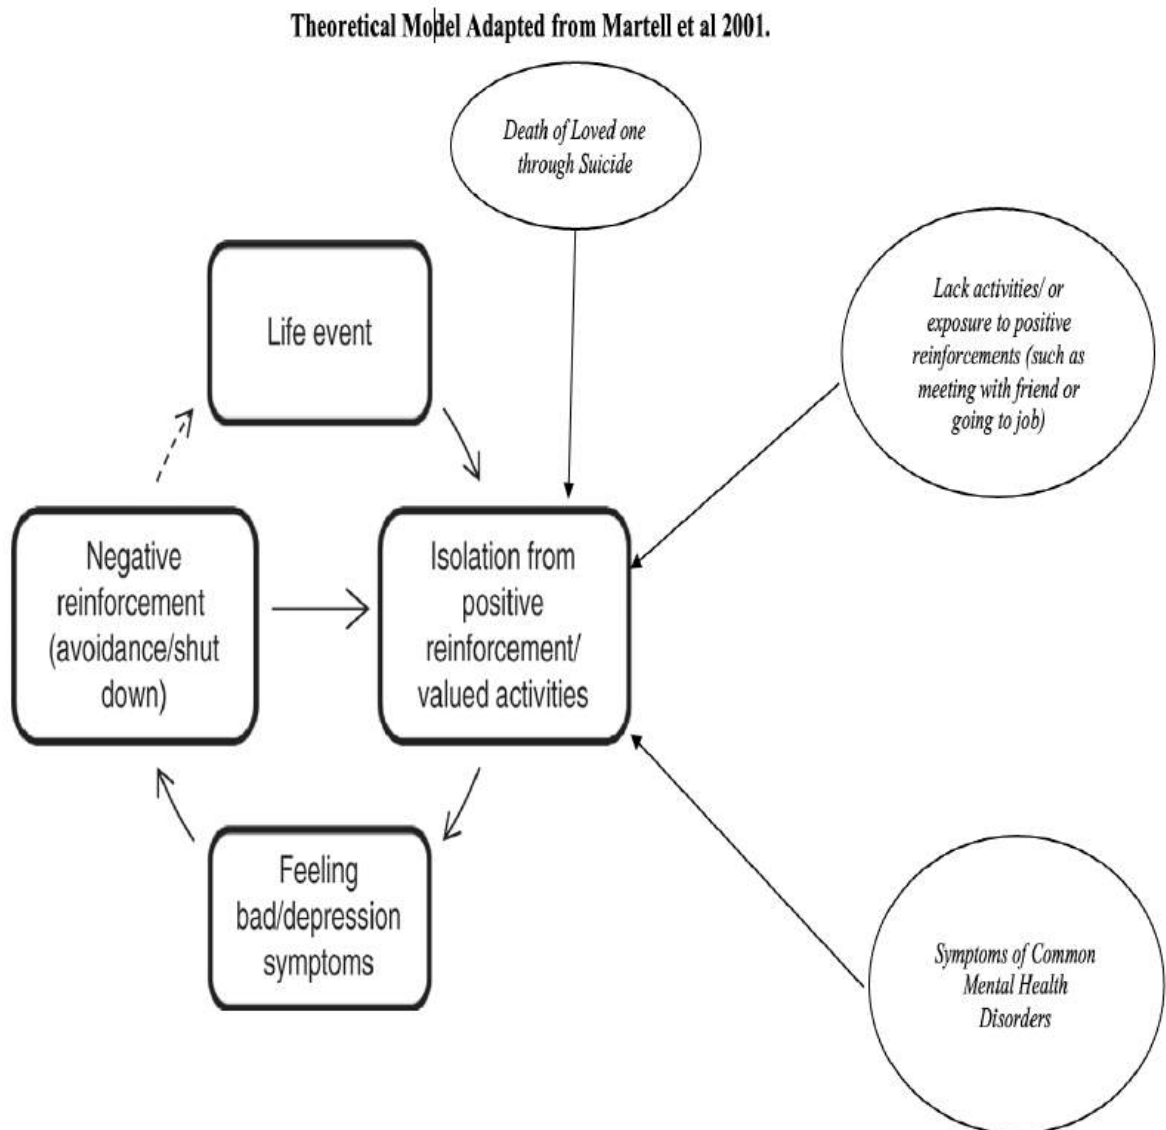 Theoretical Model Adapted from Martell et al 2001.
Death of Loved one
through Suicide
Life event
Lack activities/ or
exposure to positive
reinforcements (such as
meeting with friend or
going to job)
Negative
reinforcement
(avoidance/shut
down)
Isolation from
positive
reinforcement/
valued activities
Feeling
bad/depression
symptoms
Symptoms of Common
Mental Health
Disorders